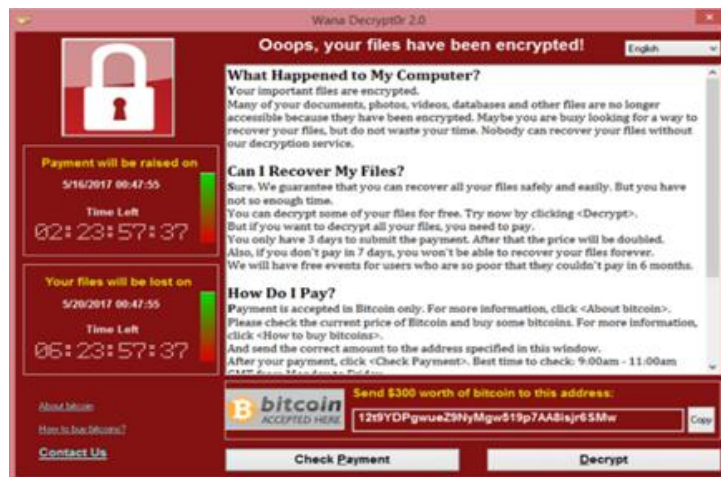 Wana Decrypt0r 2.0
Ooops, your files have been encrypted!
English
What Happened to My Computer?
Your important files are encrypted.
Many of your documents, photos, videos, databases and other files are no longer
accessible because they have been encrypted. Maybe you are busy looking for a way to
recover your files, but do not waste your time. Nobody can recover your files without
our decryption service.
Can I Recover My Files?
Sure. We guarantee that you can recover all your files safely and easily. But you have
not so enough time.
You can decrypt some of your files for free. Try now by clicking <Decrypt>.
But if you want to decrypt all your files, you need to pay.
You only have 3 days to submit the payment. After that the price will be doubled.
Also, if you don't pay in 7 days, you won't be able to recover your files forever.
We will have free events for users who are so poor that they couldn't pay in 6 months.
How Do I Pay?
Payment is accepted in Bitcoin only. For more information, click <About bitcoin>.
Please check the current price of Bitcoin and buy some bitcoins. For more information,
click <How to buy bitcoins>.
And send the correct amount to the address specified in this window.
After your payment, click <Check Payment>. Best time to check: 9:00am - 11:00am
GMT from Monday to Friday.
Payment will be raised on
5/16/2017 00:47:55
Time Left
02:23:57:37
Your files will be lost on
5/20/2017 00:47:55
Time Left
06:23:57:37
About bitcoin
How to buy bitcoins?
Contact Us
bitcoin
ACCEPTED HERE
Send $300 worth of bitcoin to this address:
12t9YDPgwueZ9NyMgw519p7AA8isjr6SMw
Copy
Check Payment
Decrypt